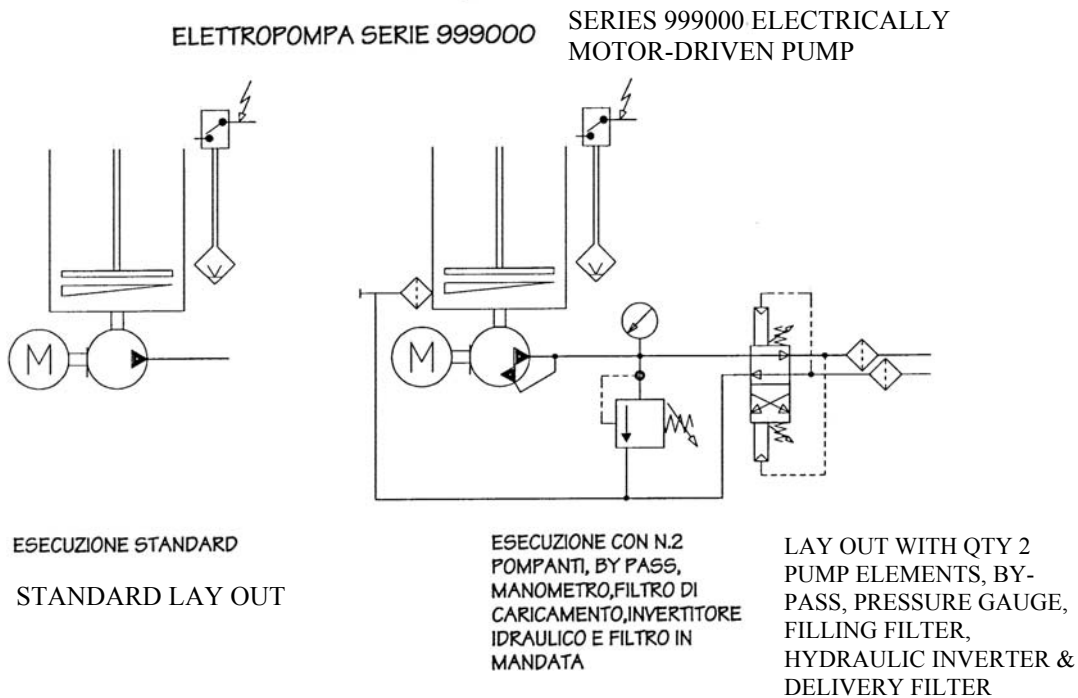 ELETTROPOMPA SERIE 999000
SERIES 999000 ELECTRICALLY
MOTOR-DRIVEN PUMP
M
M
ESECUZIONE STANDARD
STANDARD LAY OUT
ESECUZIONE CON N.2
POMPANTI, BY PASS,
MANOMETRO,FILTRO DI
CARICAMENTO,INVERTITORE
IDRAULICO E FILTRO IN
MANDATA
LAY OUT WITH QTY 2
PUMP ELEMENTS, BY-
PASS, PRESSURE GAUGE,
FILLING FILTER,
HYDRAULIC INVERTER &
DELIVERY FILTER